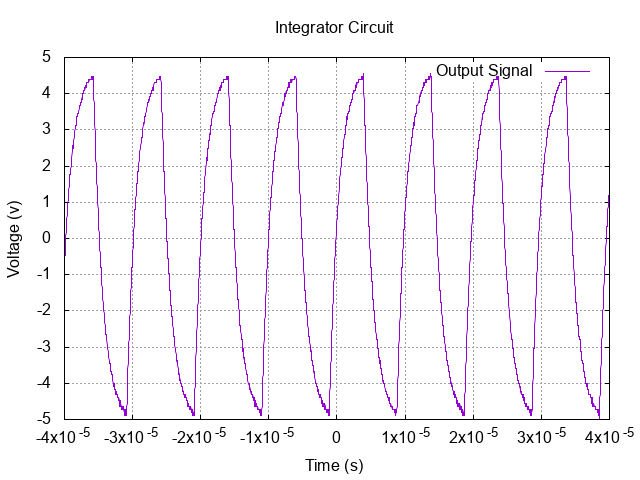 Integrator Circuit
Output Signal
Voltage (v)
5
4
3
2
1
0
-1
-2
-3
-4
-5
-4x10⁻⁵ -3x10⁻⁵ -2x10⁻⁵ -1x10⁻⁵ 0 1x10⁻⁵ 2x10⁻⁵ 3x10⁻⁵ 4x10⁻⁵
Time (s)